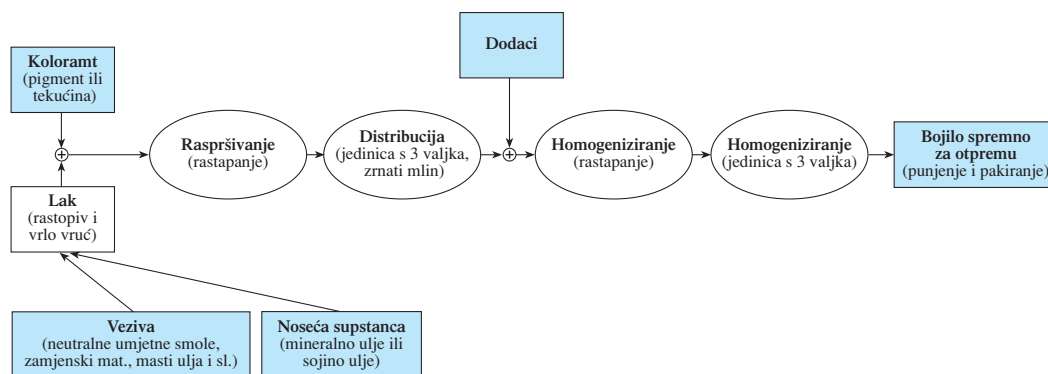 Koloramt
(pigment ili
tekućina)
Dodaci
Raspršivanje
(rastapanje)
Distribucija
(jedinica s 3 valjka,
zrnati mlin)
Homogeniziranje
(rastapanje)
Homogeniziranje
(jedinica s 3 valjka)
Bojilo spremno
za otpremu
(punjenje i pakiranje)
Lak
(rastopiv i
vrlo vruć)
Veziva
(neutralne umjetne smole,
zamjenski mat., masti ulja i sl.)
Noseća supstanca
(mineralno ulje ili
sojino ulje)